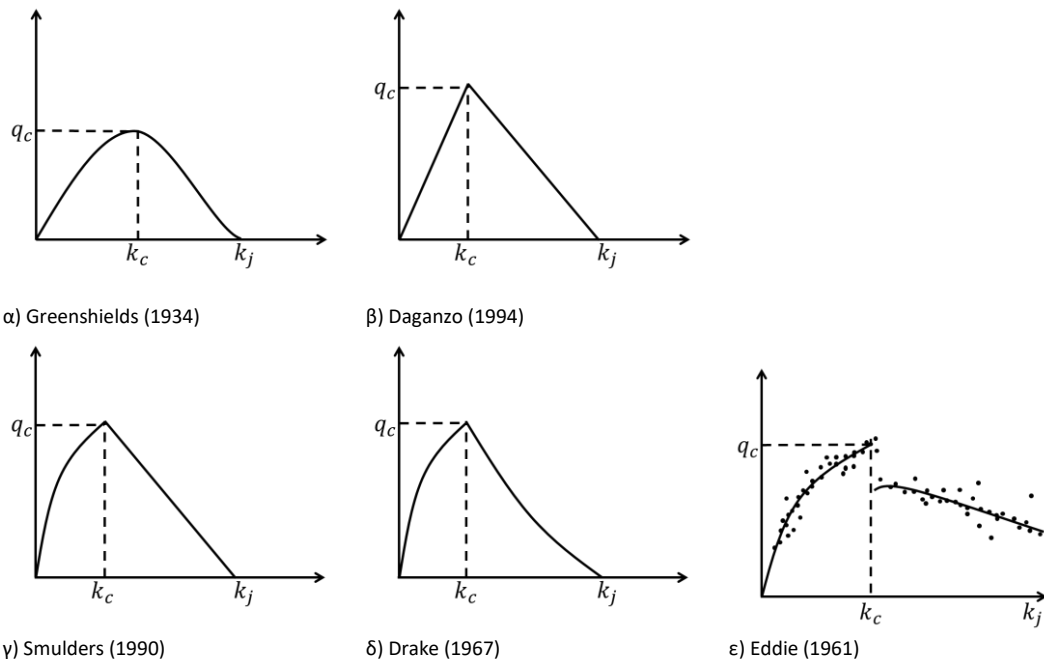 q_c
k_c
k_j
α) Greenshields (1934)
q_c
k_c
k_j
β) Daganzo (1994)
q_c
k_c
k_j
γ) Smulders (1990)
q_c
k_c
k_j
δ) Drake (1967)
q_c
k_c
k_j
ε) Eddie (1961)